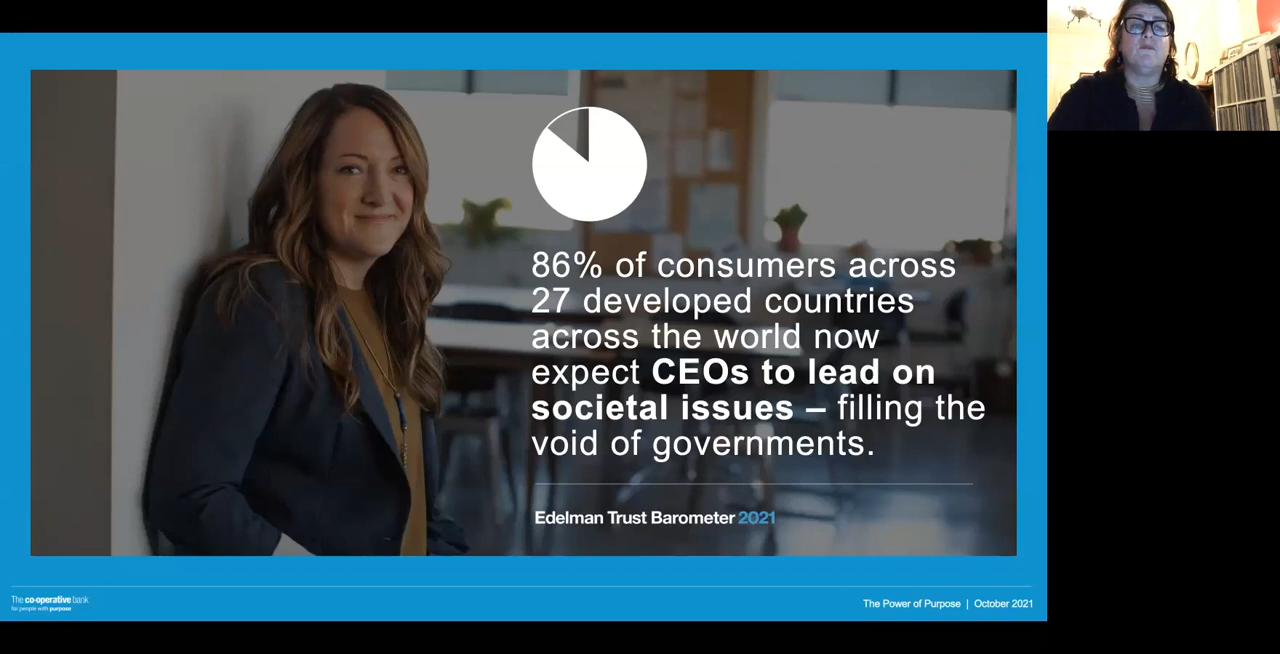 86% of consumers across
27 developed countries
across the world now
expect CEOs to lead on
societal issues – filling the
void of governments.
Edelman Trust Barometer 2021
The co-operative bank
for people with purpose
The Power of Purpose | October 2021